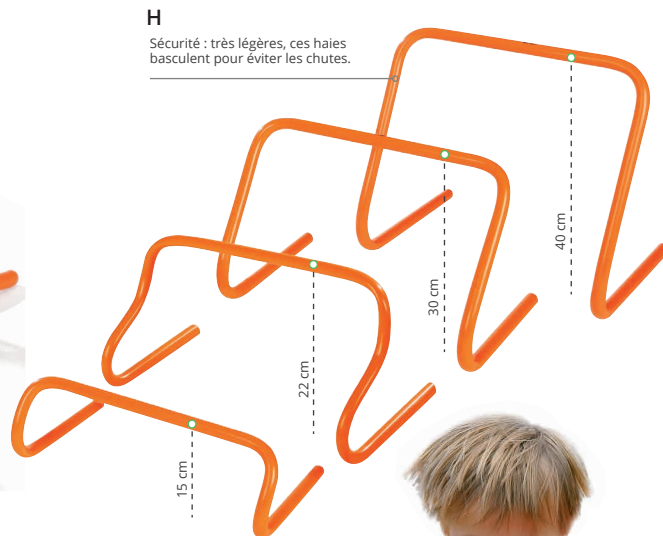 H
Sécurité : très légères, ces haies
basculent pour éviter les chutes.
40 cm
30 cm
22 cm
15 cm